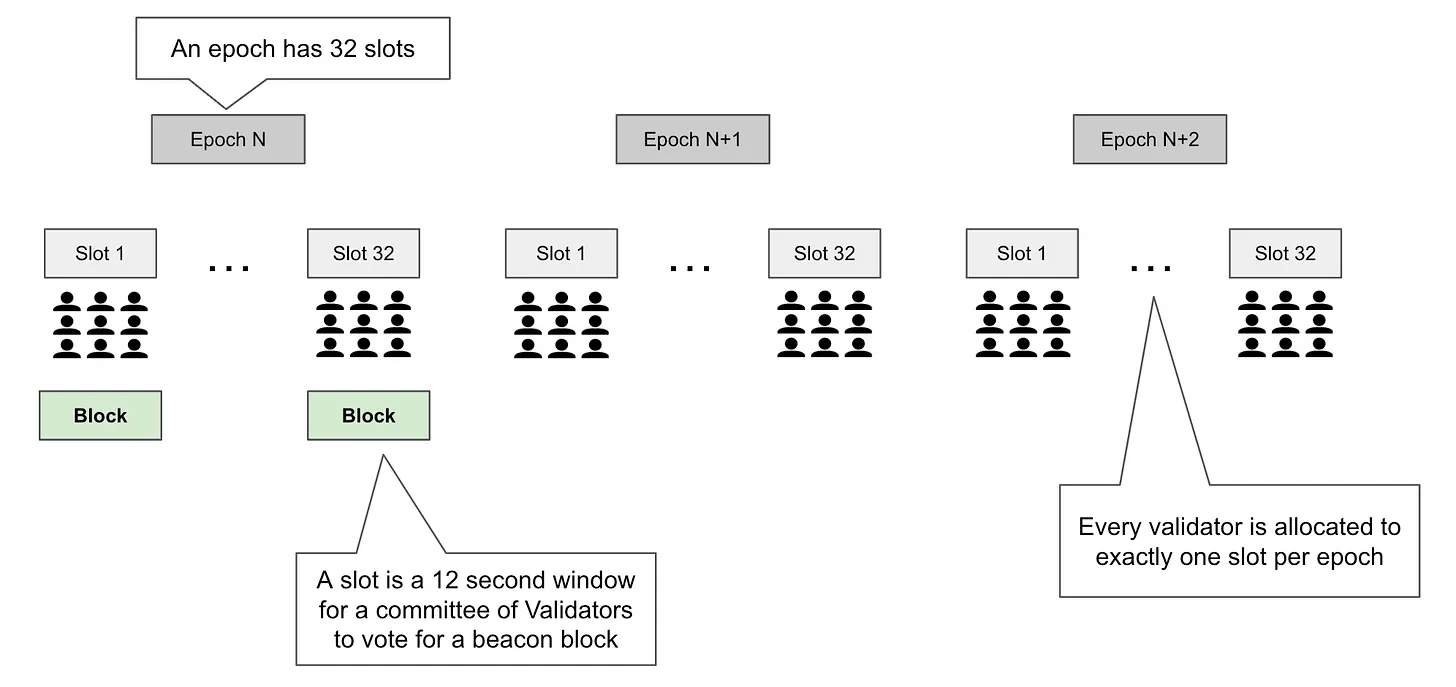 An epoch has 32 slots
Epoch N
Epoch N+1
Epoch N+2
Slot 1
...
Slot 32
Slot 1
...
Slot 32
Slot 1
...
Slot 32
Block
Block
A slot is a 12 second window
for a committee of Validators
to vote for a beacon block
Every validator is allocated to
exactly one slot per epoch